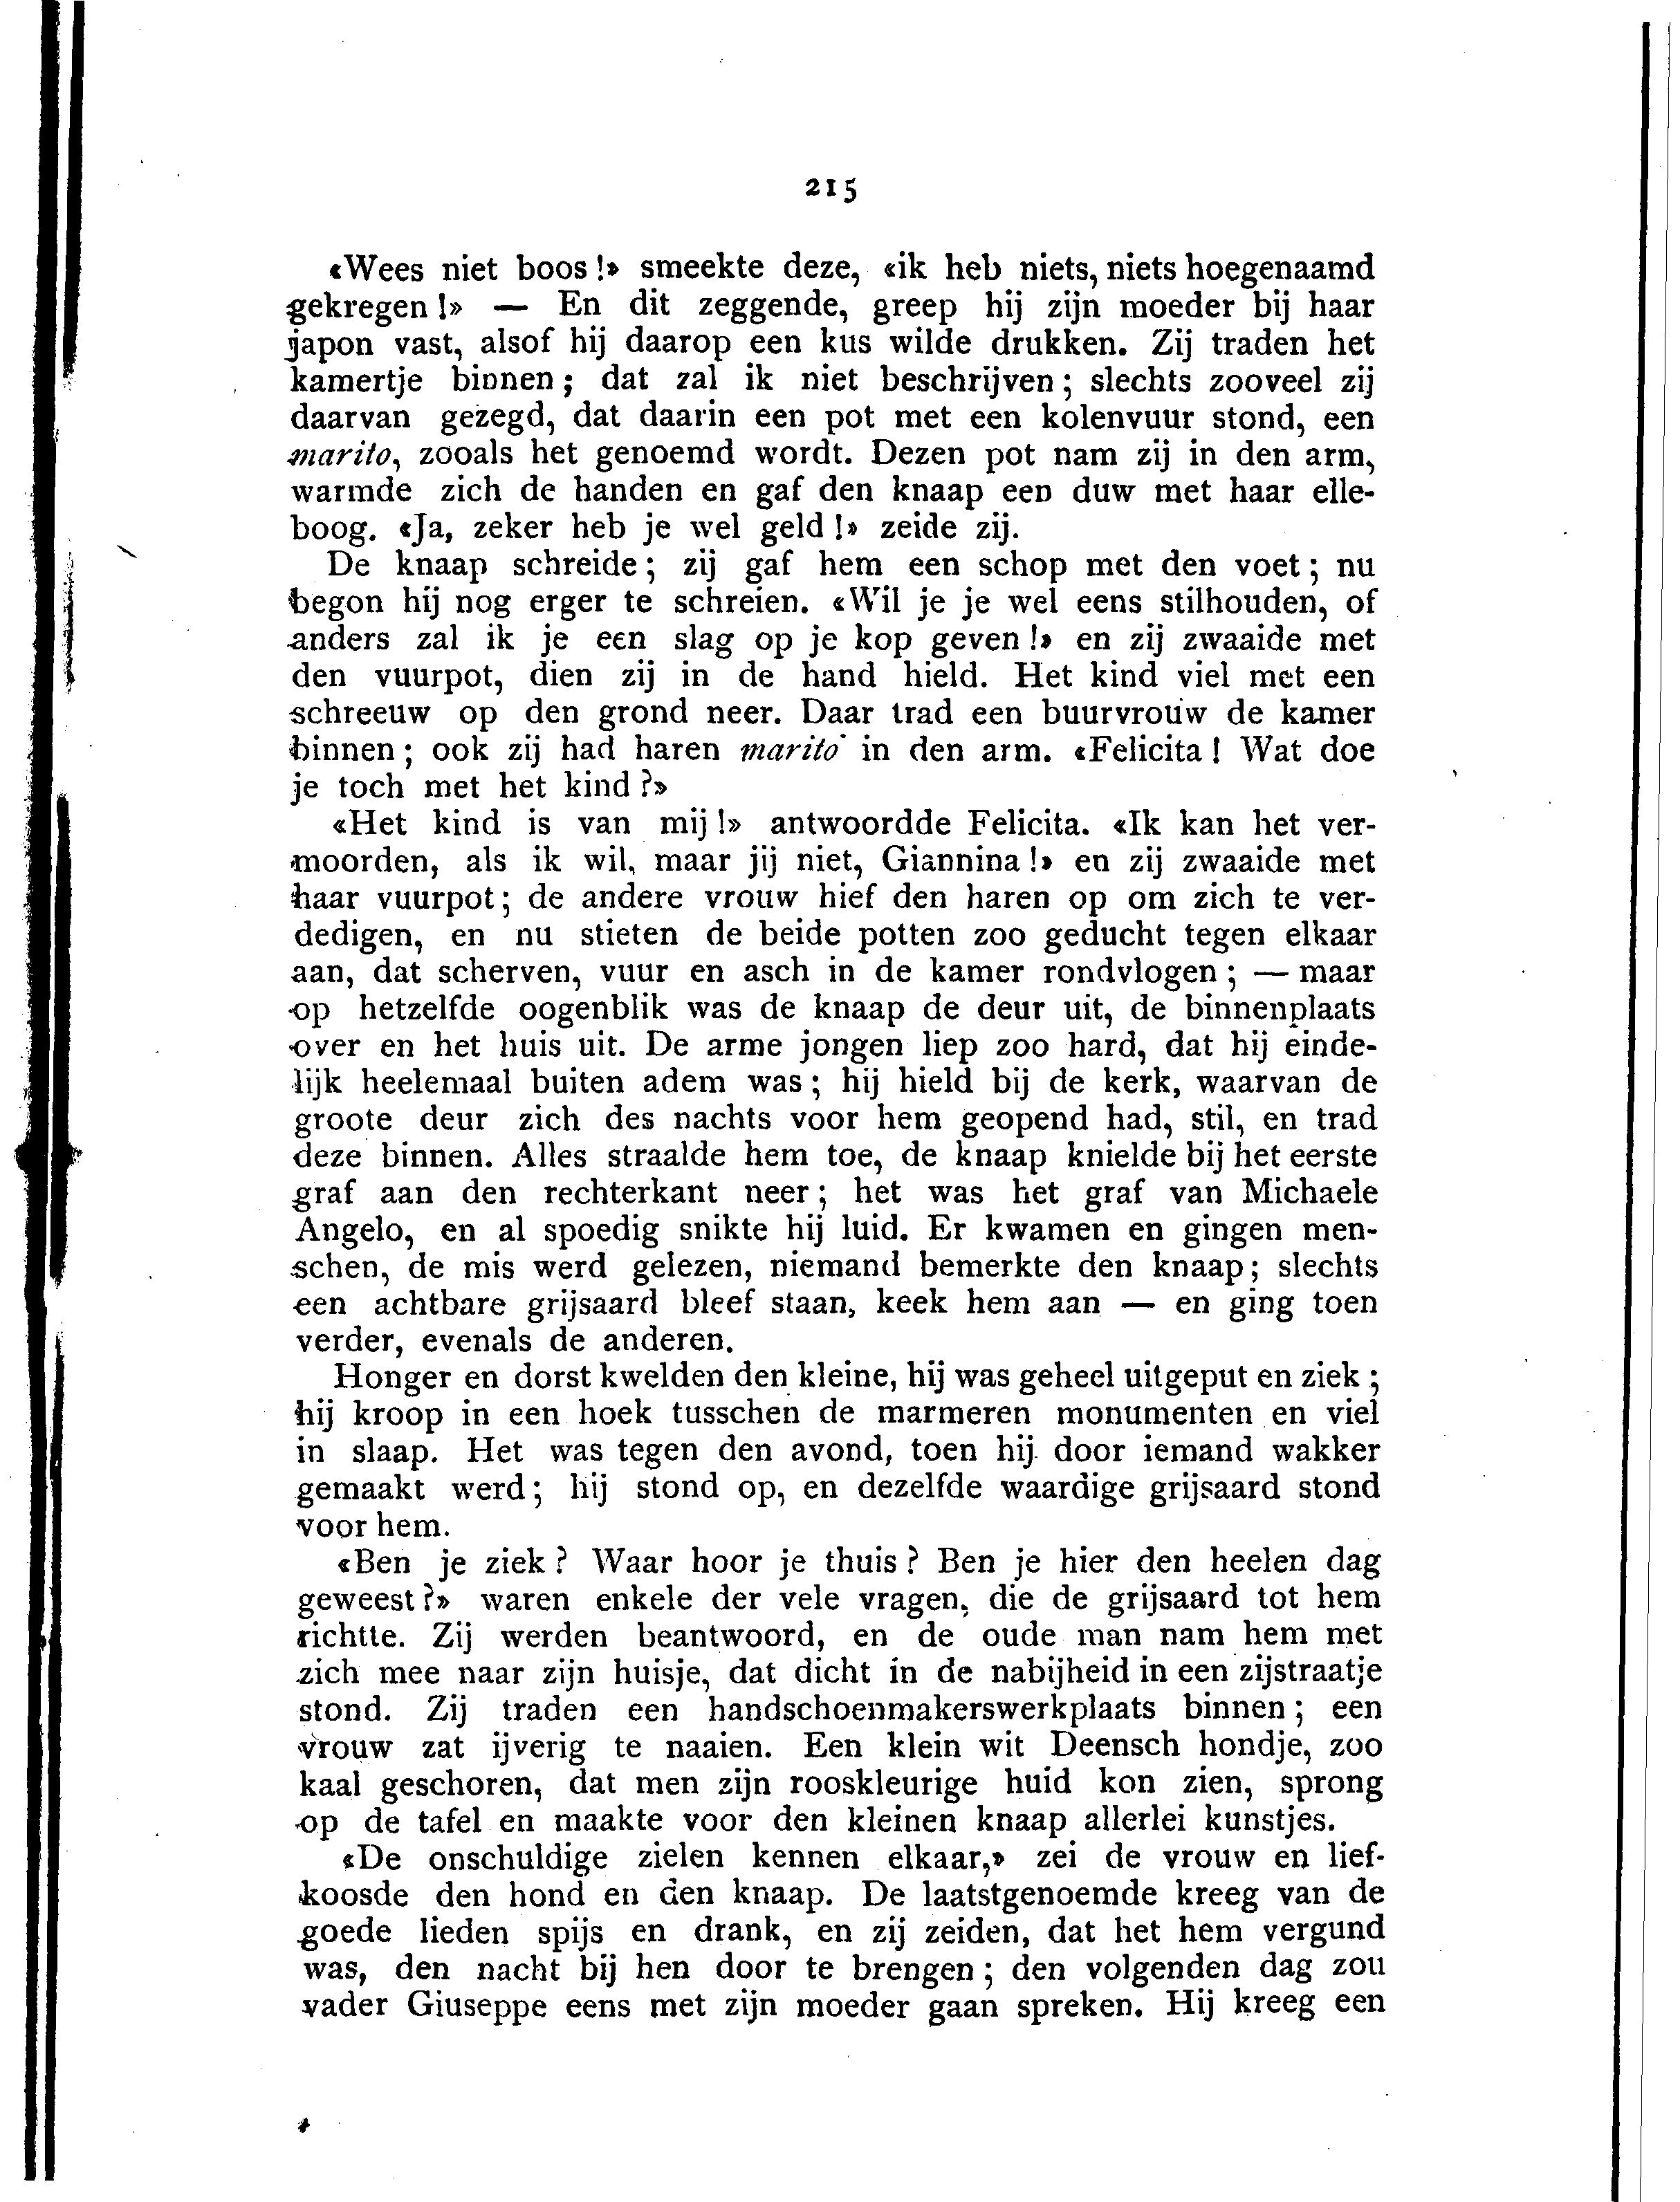 215
«Wees niet boos!» smeekte deze, «ik heb niets, niets hoegenaamd
gekregen!» — En dit zeggende, greep hij zijn moeder bij haar
japon vast, alsof hij daarop een kus wilde drukken. Zij traden het
kamertje binnen; dat zal ik niet beschrijven; slechts zooveel zij
daarvan gezegd, dat daarin een pot met een kolenvuur stond, een
marito, zooals het genoemd wordt. Dezen pot nam zij in den arm,
warmde zich de handen en gaf den knaap een duw met haar elle-
boog. «Ja, zeker heb je wel geld!» zeide zij.
De knaap schreide; zij gaf hem een schop met den voet; nu
begon hij nog erger te schreien. «Wil je je wel eens stilhouden, of
anders zal ik je een slag op je kop geven!» en zij zwaaide met
den vuurpot, dien zij in de hand hield. Het kind viel met een
schreeuw op den grond neer. Daar trad een buurvrouw de kamer
binnen; ook zij had haren marito in den arm. «Felicita! Wat doe
je toch met het kind?»
«Het kind is van mij!» antwoordde Felicita. «Ik kan het ver-
moorden, als ik wil, maar jij niet, Giannina!» en zij zwaaide met
haar vuurpot; de andere vrouw hief den haren op om zich te ver-
dedigen, en nu stieten de beide potten zoo geducht tegen elkaar
aan, dat scherven, vuur en asch in de kamer rondvlogen; — maar
op hetzelfde oogenblik was de knaap de deur uit, de binnenplaats
over en het huis uit. De arme jongen liep zoo hard, dat hij einde-
lijk heelemaal buiten adem was; hij hield bij de kerk, waarvan de
groote deur zich des nachts voor hem geopend had, stil, en trad
deze binnen. Alles straalde hem toe, de knaap knielde bij het eerste
graf aan den rechterkant neer; het was het graf van Michaele
Angelo, en al spoedig snikte hij luid. Er kwamen en gingen men-
schen, de mis werd gelezen, niemand bemerkte den knaap; slechts
een achtbare grijsaard bleef staan, keek hem aan — en ging toen
verder, evenals de anderen.
Honger en dorst kwelden den kleine, hij was geheel uitgeput en ziek;
hij kroop in een hoek tusschen de marmeren monumenten en viel
in slaap. Het was tegen den avond, toen hij door iemand wakker
gemaakt werd; hij stond op, en dezelfde waardige grijsaard stond
voor hem.
«Ben je ziek? Waar hoor je thuis? Ben je hier den heelen dag
geweest?» waren enkele der vele vragen, die de grijsaard tot hem
richtte. Zij werden beantwoord, en de oude man nam hem met
zich mee naar zijn huisje, dat dicht in de nabijheid in een zijstraatje
stond. Zij traden een handschoenmakerswerkplaats binnen; een
vrouw zat ijverig te naaien. Een klein wit Deensch hondje, zoo
kaal geschoren, dat men zijn rooskleurige huid kon zien, sprong
op de tafel en maakte voor den kleinen knaap allerlei kunstjes.
«De onschuldige zielen kennen elkaar,» zei de vrouw en lief-
koosde den hond en den knaap. De laatstgenoemde kreeg van de
goede lieden spijs en drank, en zij zeiden, dat het hem vergund
was, den nacht bij hen door te brengen; den volgenden dag zou
vader Giuseppe eens met zijn moeder gaan spreken. Hij kreeg een